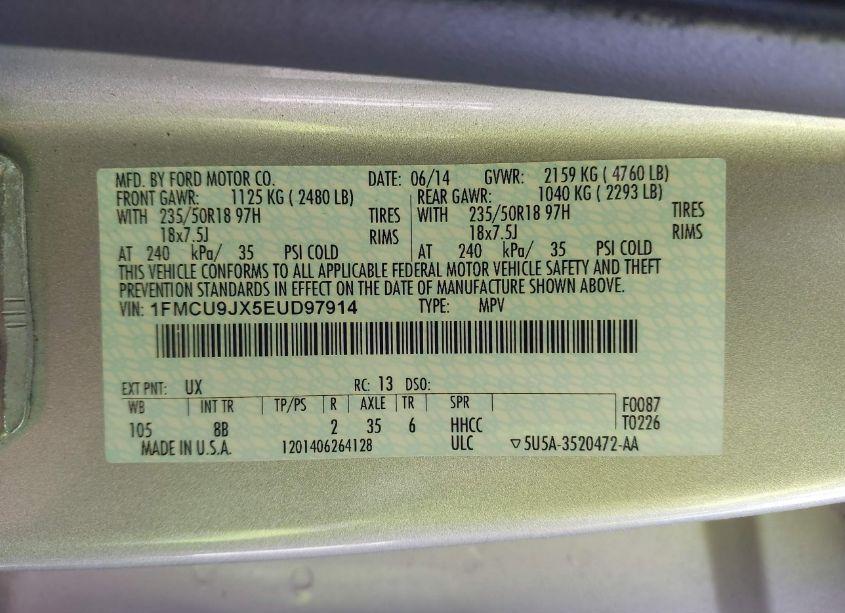 MFD. BY FORD MOTOR CO. DATE: 06/14 GVWR: 2159 KG ( 4760 LB)
FRONT GAWR: 1125 KG ( 2480 LB) REAR GAWR: 1040 KG ( 2293 LB)
WITH 235/50R18 97H TIRES WITH 235/50R18 97H TIRES
18x7.5J RIMS 18x7.5J RIMS
AT 240 kPa/ 35 PSI COLD AT 240 kPa/ 35 PSI COLD
THIS VEHICLE CONFORMS TO ALL APPLICABLE FEDERAL MOTOR VEHICLE SAFETY AND THEFT
PREVENTION STANDARDS IN EFFECT ON THE DATE OF MANUFACTURE SHOWN ABOVE.
VIN: 1FMCU9JX5EUD97914 TYPE: MPV
EXT PNT: UX RC: 13 DSO:
WB INT TR TP/PS R AXLE TR SPR F0087
105 8B 2 35 6 HHCC T0226
MADE IN U.S.A. 1201406264128 ULC ▽5U5A-3520472-AA